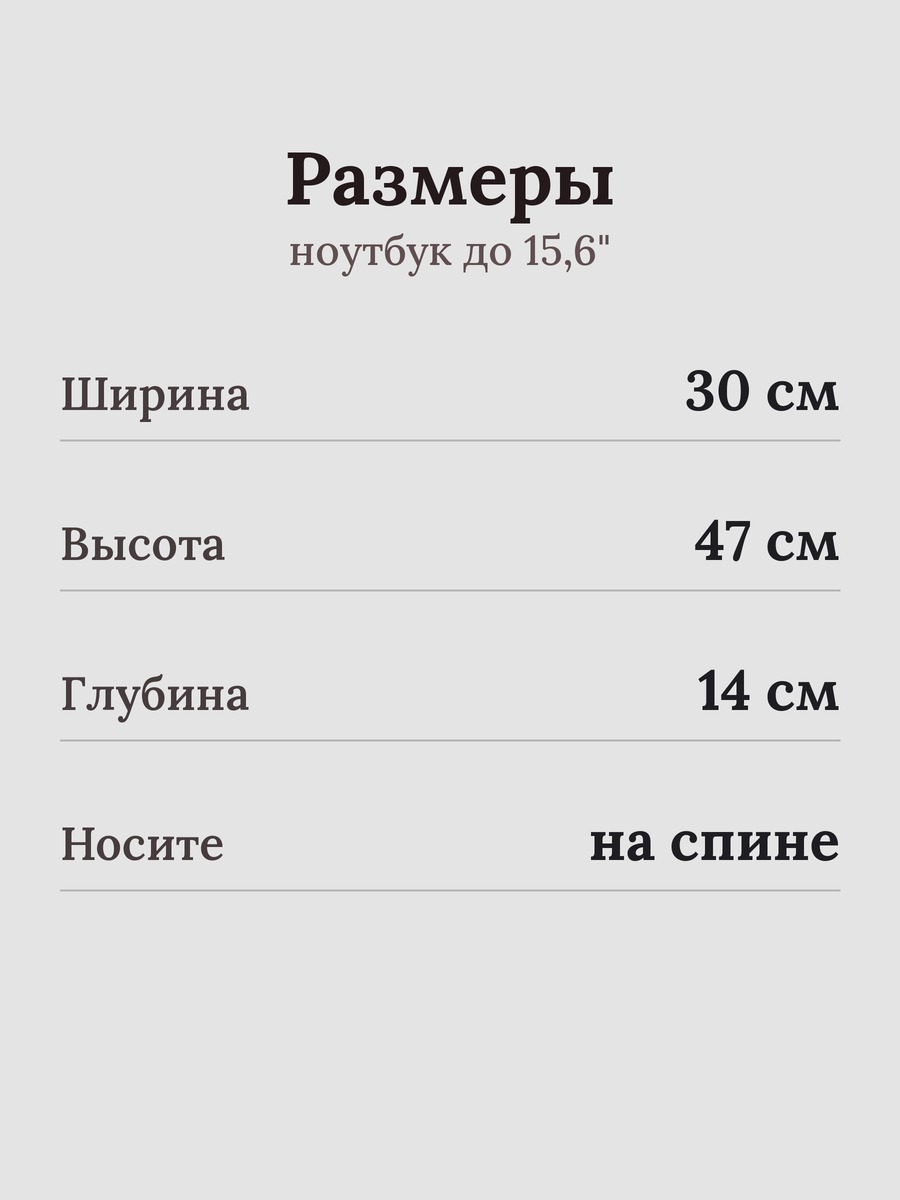 Размеры
ноутбук до 15,6"
Ширина 30 см
Высота 47 см
Глубина 14 см
Носите на спине